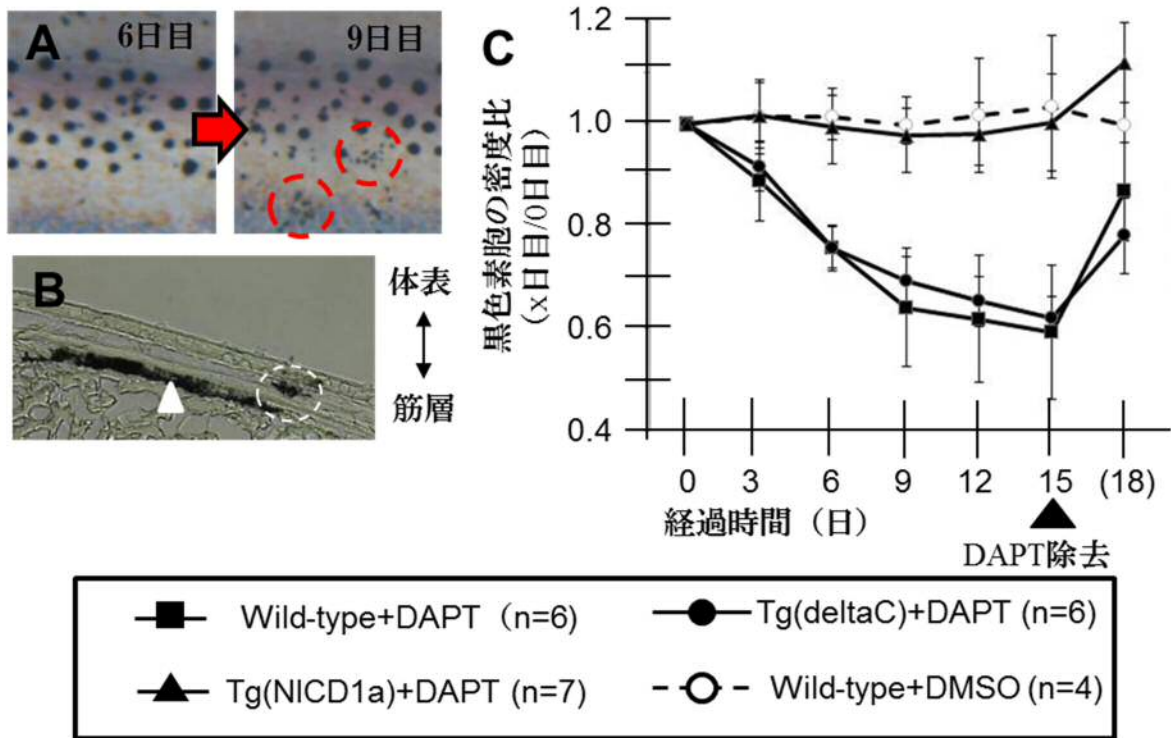 A
6日目
9日目
B
体表
筋層
C
黒色素胞の密度比
(x日目/0日目)
1.2
1.0
0.8
0.6
0.4
0
3
6
9
12
15
(18)
経過時間（日）
DAPT除去
Wild-type+DAPT（n=6)
Tg(deltaC)+DAPT (n=6)
Tg(NICD1a)+DAPT (n=7)
Wild-type+DMSO (n=4)